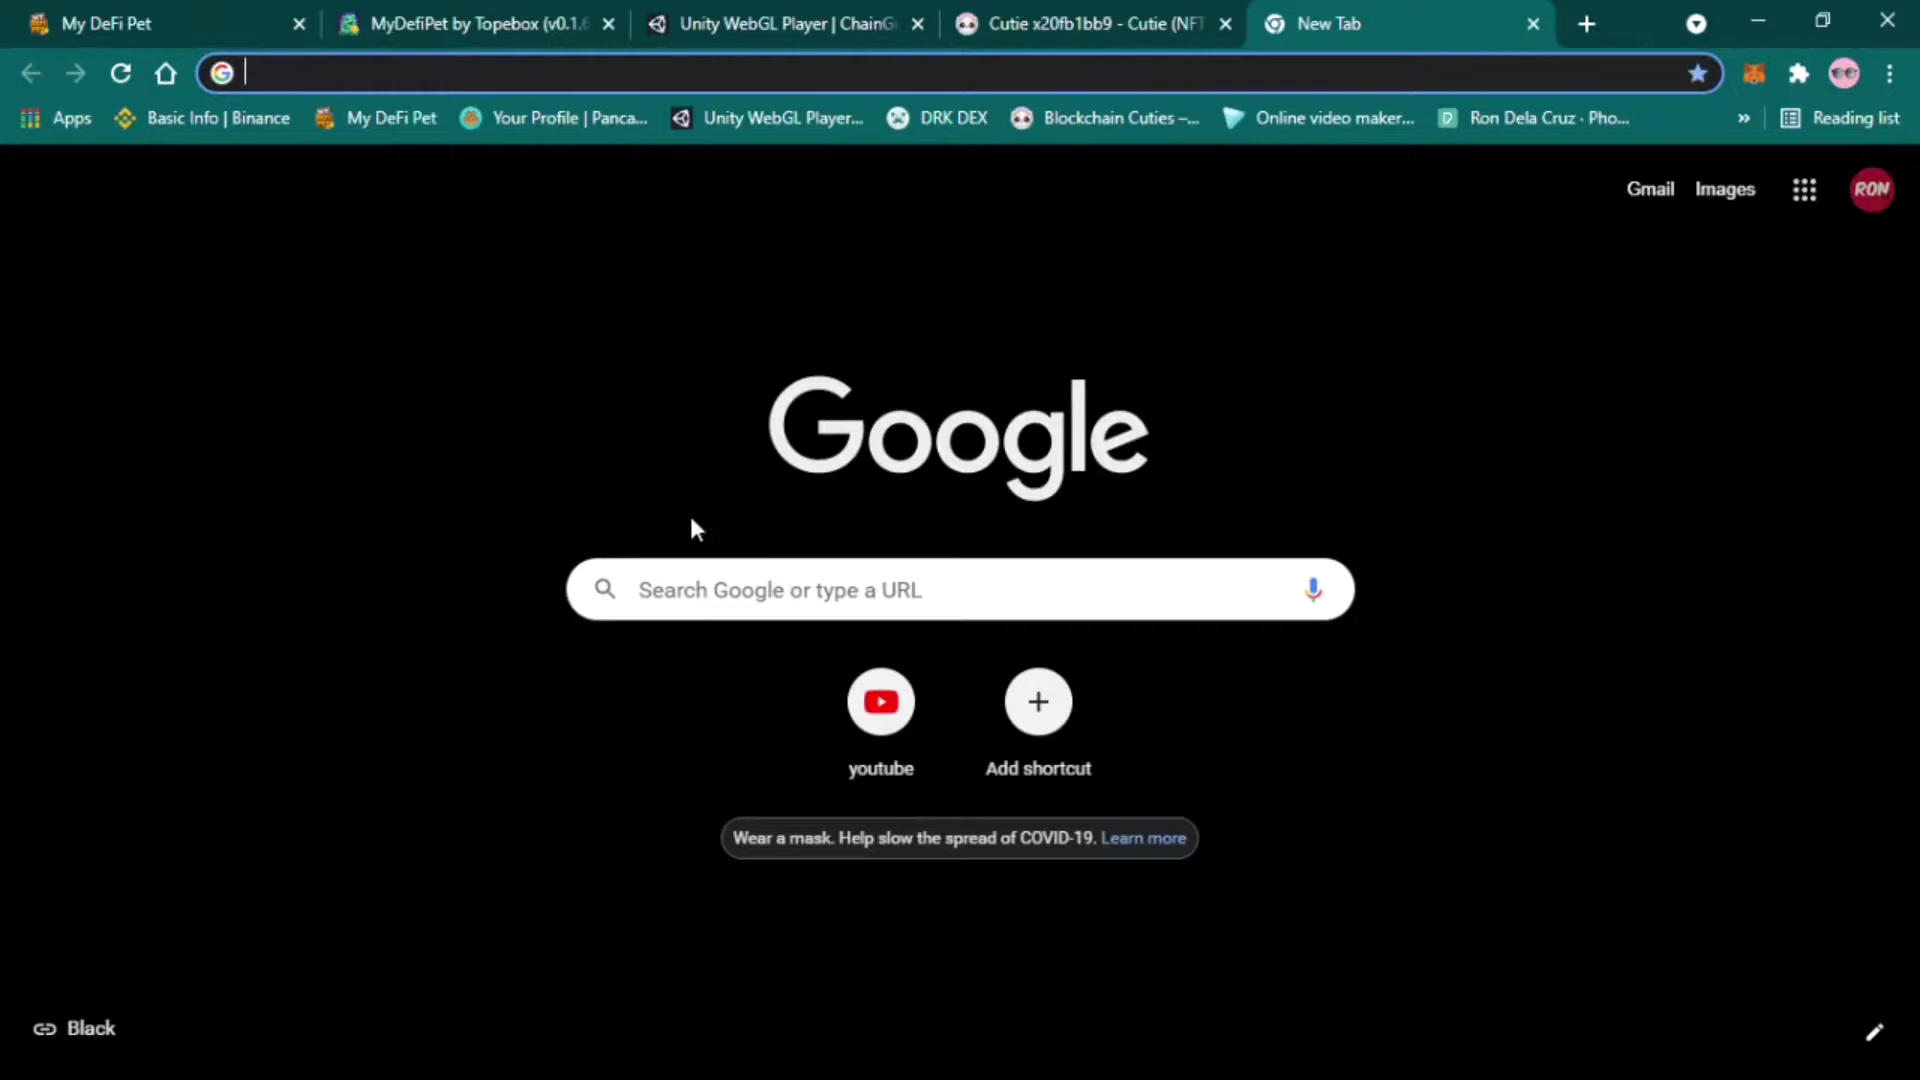 My DeFi Pet
MyDefiPet by Topebox (v0.1.6
Unity WebGL Player | ChainGu
Cutie x20fb1bb9 - Cutie (NFT
New Tab
Apps
Basic Info | Binance
My DeFi Pet
Your Profile | Panca...
Unity WebGL Player...
DRK DEX
Blockchain Cuties –...
Online video maker...
Ron Dela Cruz · Pho...
»
Reading list
Gmail
Images
RON
Google
Search Google or type a URL
youtube
Add shortcut
Wear a mask. Help slow the spread of COVID-19. Learn more
Black